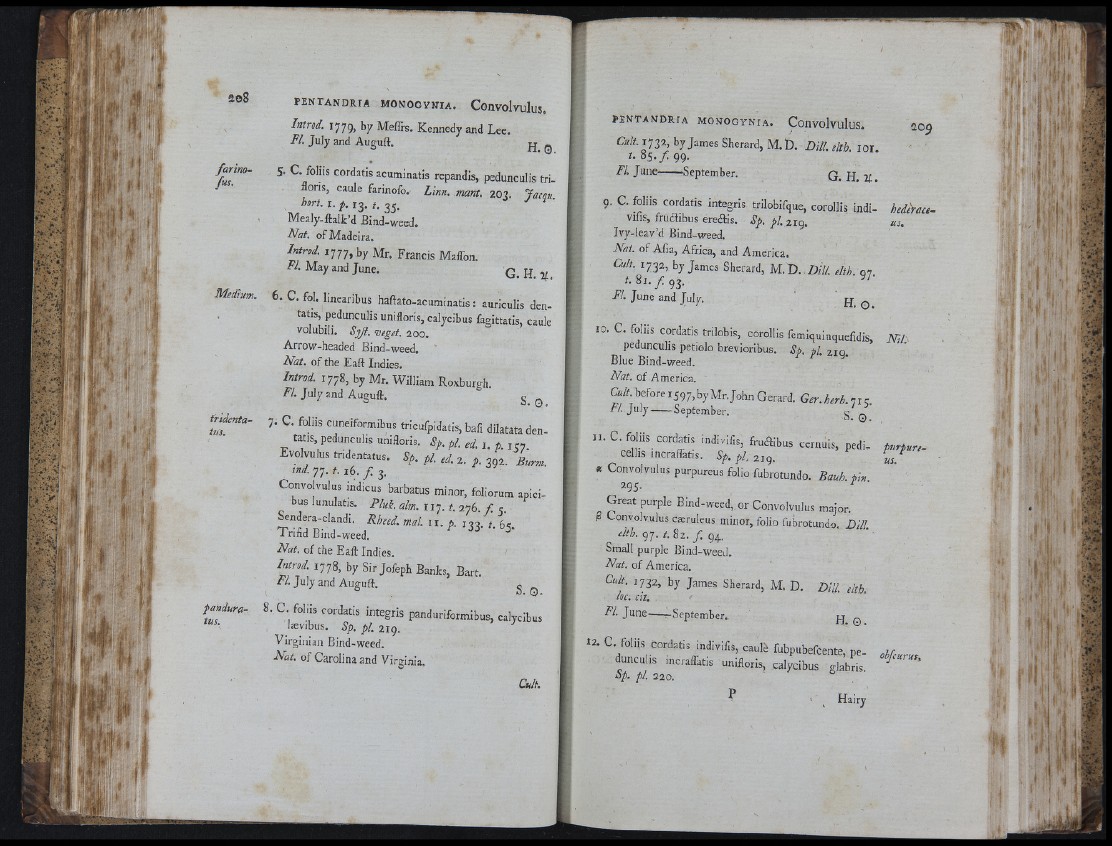 208 PENTANDRIA MONOGYNIA. Convolvulus.
Introd. 1779, by Meſſrs. Kennedy and Lee.
Fl. July and Auguſt. H. ☉.
farino- 5. C. foliis cordatis acuminatis repandis, pedunculis tri-
ſus. floris, caule farinoſo. Linn. mant. 203. Jacqu.
hort. 1. p. 13. t. 35.
Mealy-ſtalk'd Bind-weed.
Nat. of Madeira.
Introd. 1777, by Mr. Francis Maſſon.
Fl. May and June. G. H. ♃.
Medium. 6. C. fol. linearibus haſtato-acuminatis: auriculis den-
tatis, pedunculis unifloris, calycibus ſagittatis, caule
volubili. Syſt. veget. 200.
Arrow-headed Bind-weed.
Nat. of the Eaſt Indies.
Introd. 1778, by Mr. William Roxburgh.
Fl. July and Auguſt. S. ☉.
tridenta- 7. C. foliis cuneiformibus tricuſpidatis, baſi dilatata den-
tus. tatis, pedunculis unifloris. Sp. pl. ed. 1. p. 157.
Evolvulus tridentatus. Sp. pl. ed. 2. p. 392. Burm.
ind. 77. t. 16. f. 3.
Convolvulus indicus barbatus minor, foliorum apici-
bus lunulatis. Pluk. alm. 117. t. 276. f. 5.
Sendera-clandi. Rheed. mal. 11. p. 133. t. 65.
Trifid Bind-weed.
Nat. of the Eaſt Indies.
Introd. 1778, by Sir Joſeph Banks, Bart.
Fl. July and Auguſt. S. ☉.
pandura- 8. C. foliis cordatis integris panduriformibus, calycibus
tus. lævibus. Sp. pl. 219.
Virginian Bind-weed.
Nat. of Carolina and Virginia.
Cult.
PENTANDRIA MONOGYNIA. Convolvulus. 209
Cult. 1732, by James Sherard, M. D. Dill. elth. 101.
t. 85. f. 99.
Fl. June——September. G. H. ♃.
9. C. foliis cordatis integris trilobiſque, corollis indi- hederace-
viſis, fructibus erectis. Sp. pl. 219. us.
Ivy-leav'd Bind-weed.
Nat. of Aſia, Africa, and America.
Cult. 1732, by James Sherard, M. D. Dill. elth. 97.
t. 81. f. 93.
Fl. June and July. H. ☉.
10. C. foliis cordatis trilobis, corollis ſemiquinquefidis, Nil.
pedunculis petiolo brevioribus. Sp. pl. 219.
Blue Bind-weed.
Nat. of America.
Cult. before 1597, by Mr. John Gerard. Ger. herb. 715.
Fl. July——September. S. ☉.
11. C. foliis cordatis indiviſis, fructibus cernuis, pedi- purpure-
cellis incraſſatis. Sp. pl. 219. us.
α Convolvulus purpureus folio ſubrotundo. Bauh. pin.
295.
Great purple Bind-weed, or Convolvulus major.
β Convolvulus cæruleus minor, folio ſubrotundo. Dill.
elth. 97. t. 82. f. 94.
Small purple Bind-weed.
Nat. of America.
Cult. 1732, by James Sherard, M. D. Dill. elth.
loc. cit.
Fl. June——September. H. ☉.
12. C. foliis cordatis indiviſis, caule ſubpubeſcente, pe- obſcurus.
dunculis incraſſatis unifloris, calycibus glabris.
Sp. pl. 220.
P Hairy